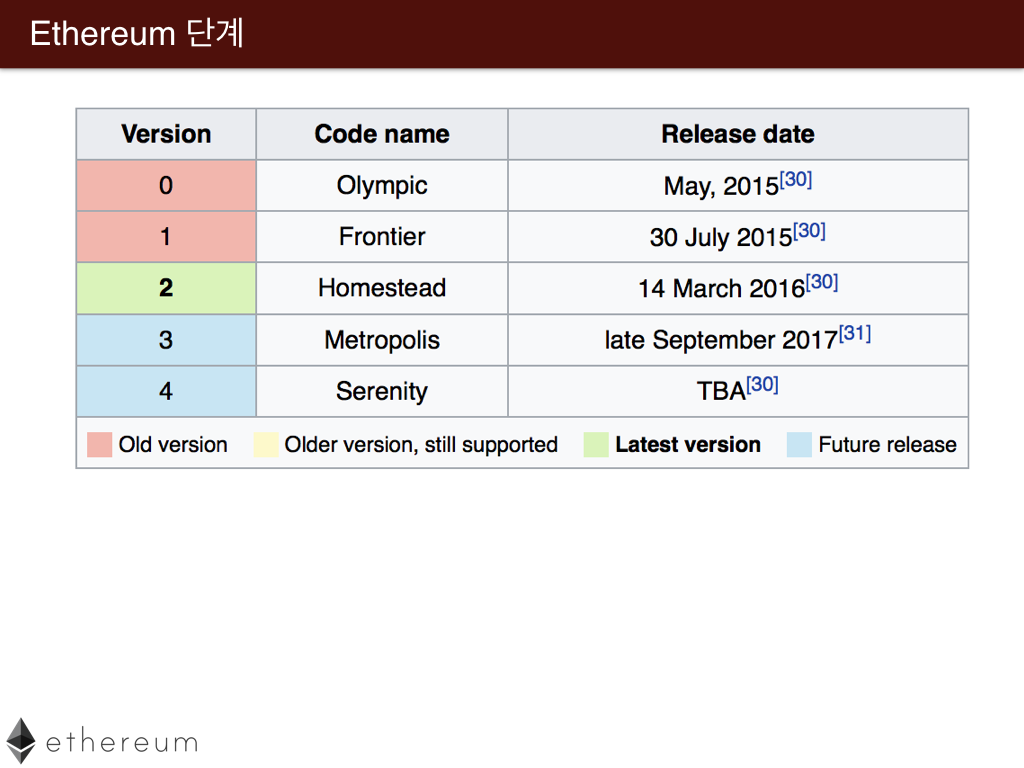 Ethereum 단계
Version Code name Release date
0 Olympic May, 2015[30]
1 Frontier 30 July 2015[30]
2 Homestead 14 March 2016[30]
3 Metropolis late September 2017[31]
4 Serenity TBA[30]
Old version Older version, still supported Latest version Future release
ethereum